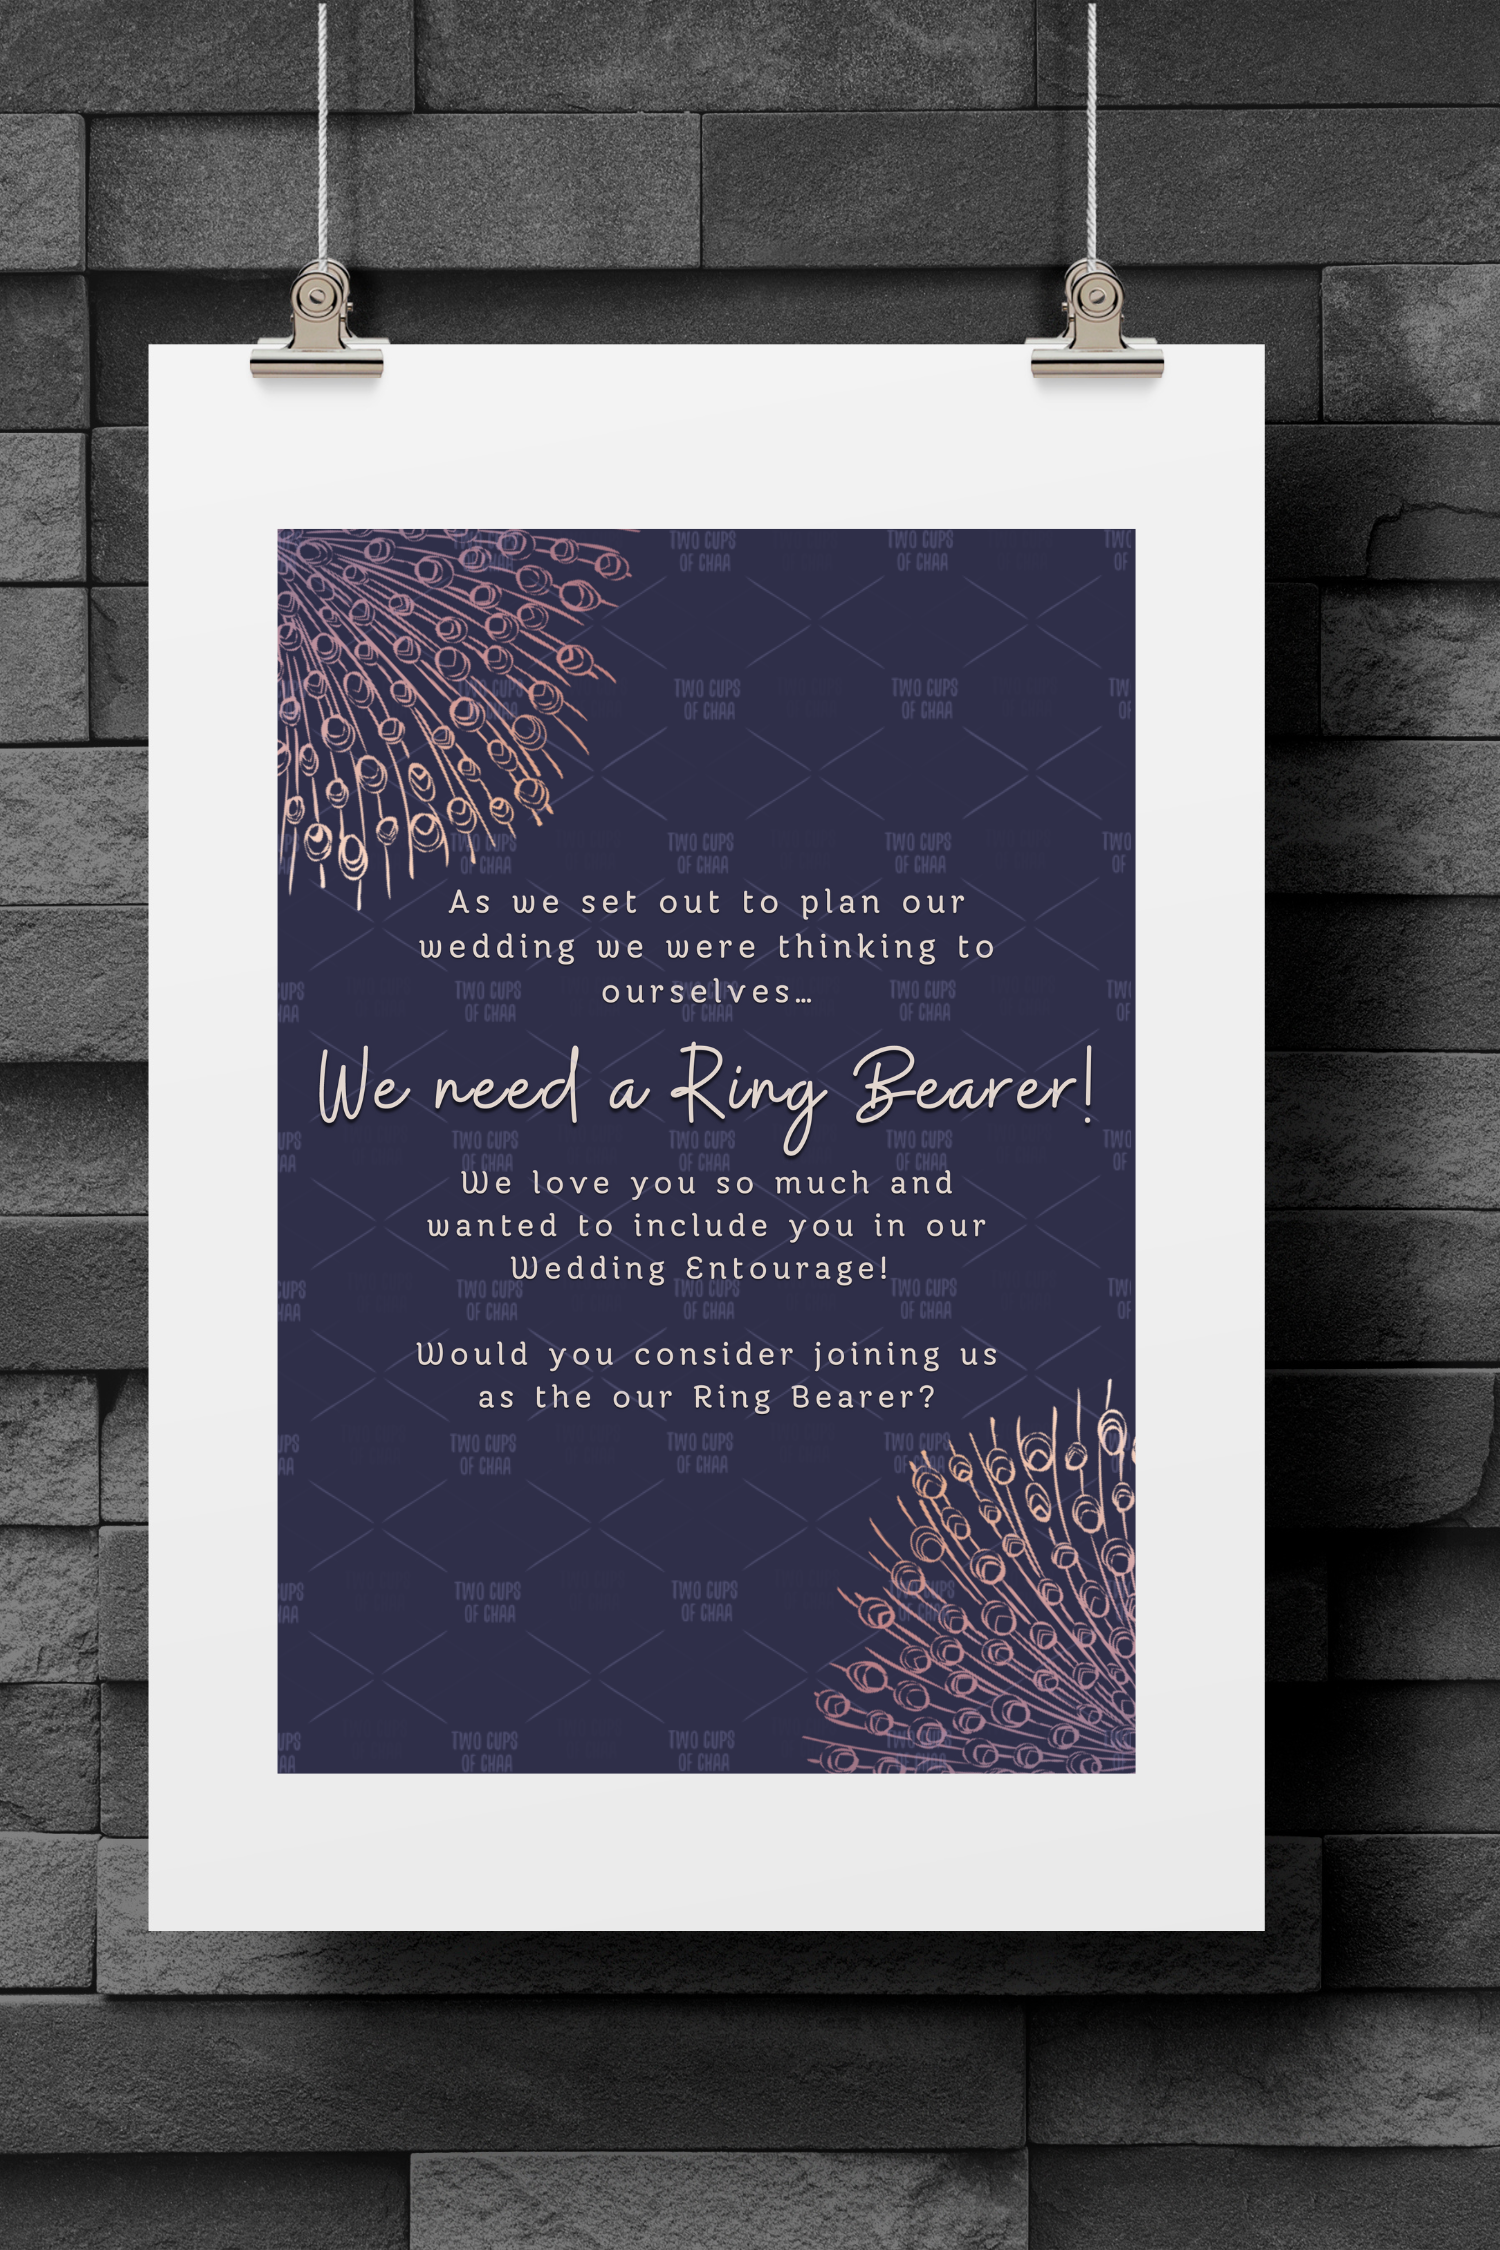 As we set out to plan our
wedding we were thinking to
ourselves...
We need a Ring Bearer!
We love you so much and
wanted to include you in our
Wedding Entourage!
Would you consider joining us
as the our Ring Bearer?
TWO CUPS
OF CHAA